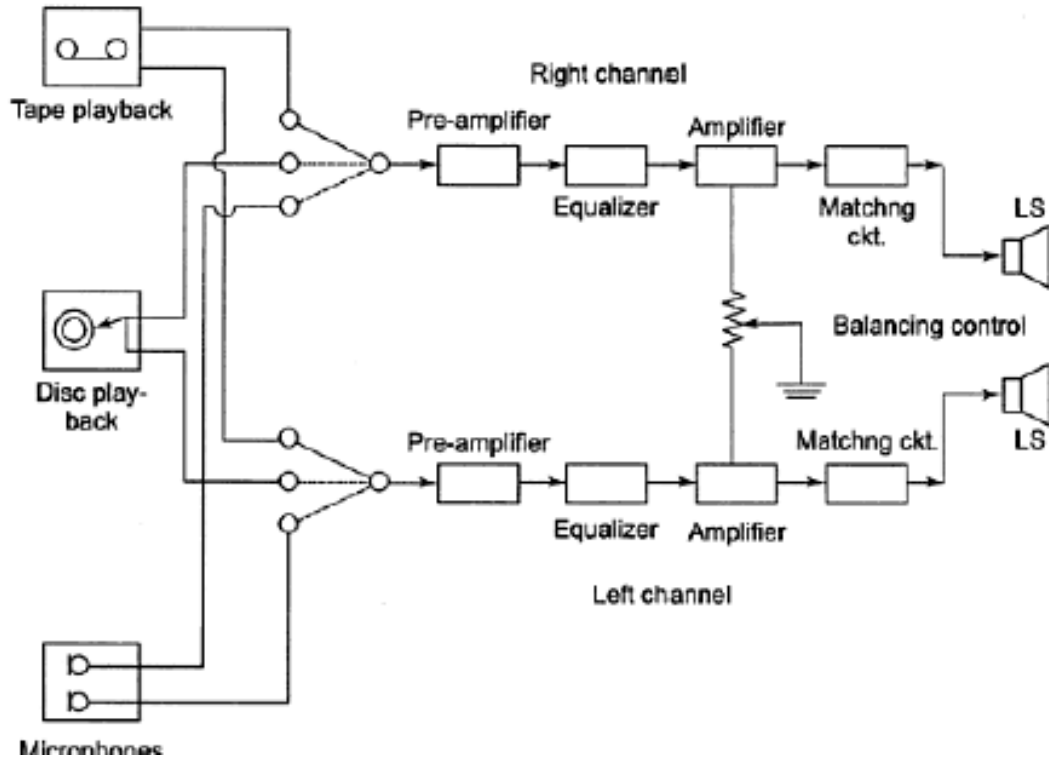 Tape playback
Right channel
Pre-amplifier
Amplifier
Equalizer
Matchng
ckt.
LS
Disc play-
back
Balancing control
Pre-amplifier
Matchng ckt.
LS
Equalizer
Amplifier
Left channel
Microphones